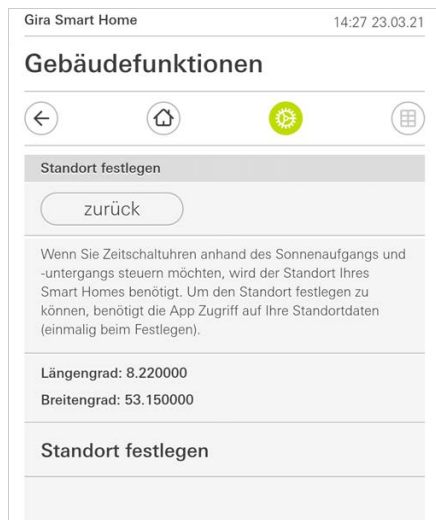 Gira Smart Home 14:27 23.03.21
Gebäudefunktionen
Standort festlegen
zurück
Wenn Sie Zeitschaltuhren anhand des Sonnenaufgangs und
-untergangs steuern möchten, wird der Standort Ihres
Smart Homes benötigt. Um den Standort festlegen zu
können, benötigt die App Zugriff auf Ihre Standortdaten
(einmalig beim Festlegen).
Längengrad: 8.220000
Breitengrad: 53.150000
Standort festlegen